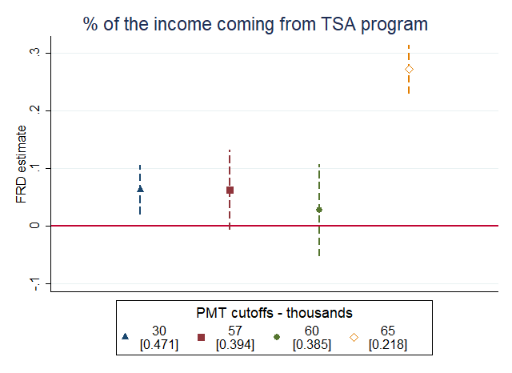 % of the income coming from TSA program
FRD estimate
.3
.2
.1
0
-.1
PMT cutoffs - thousands
30 57 60 65
[0.471] [0.394] [0.385] [0.218]